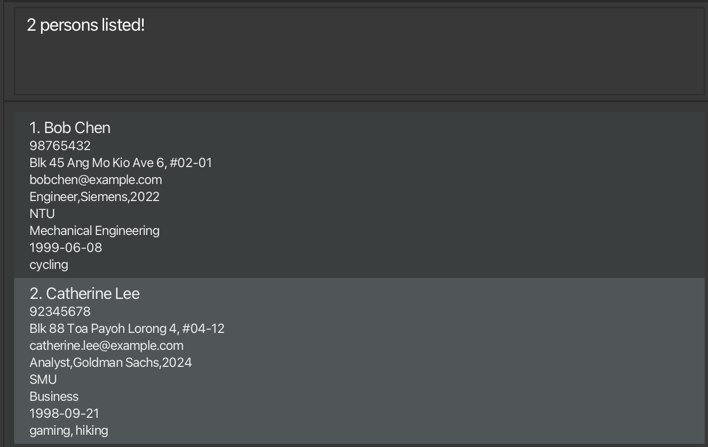 2 persons listed!
1. Bob Chen
98765432
Blk 45 Ang Mo Kio Ave 6, #02-01
bobchen@example.com
Engineer,Siemens,2022
NTU
Mechanical Engineering
1999-06-08
cycling
2. Catherine Lee
92345678
Blk 88 Toa Payoh Lorong 4, #04-12
catherine.lee@example.com
Analyst,Goldman Sachs,2024
SMU
Business
1998-09-21
gaming, hiking